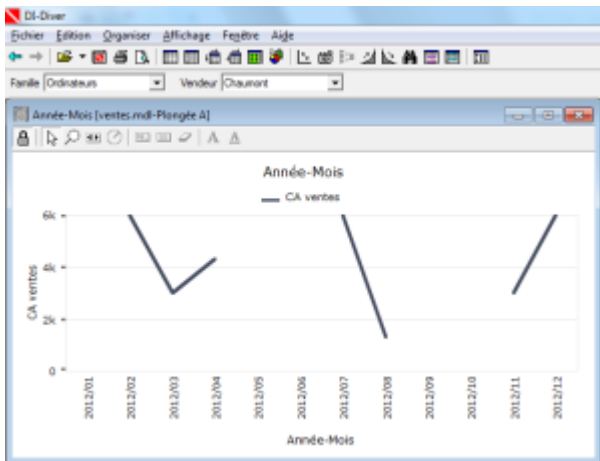 DI-Diver
Fichier Edition Organiser Affichage Fenêtre Aide
Famille Ordinateurs Vendeur Chaumont
Année-Mois [ventes.mdl-Plongée A]
A A
Année-Mois
CA ventes
6k
4k
2k
0
CA ventes
2012/01 2012/02 2012/03 2012/04 2012/05 2012/06 2012/07 2012/08 2012/09 2012/10 2012/11 2012/12
Année-Mois